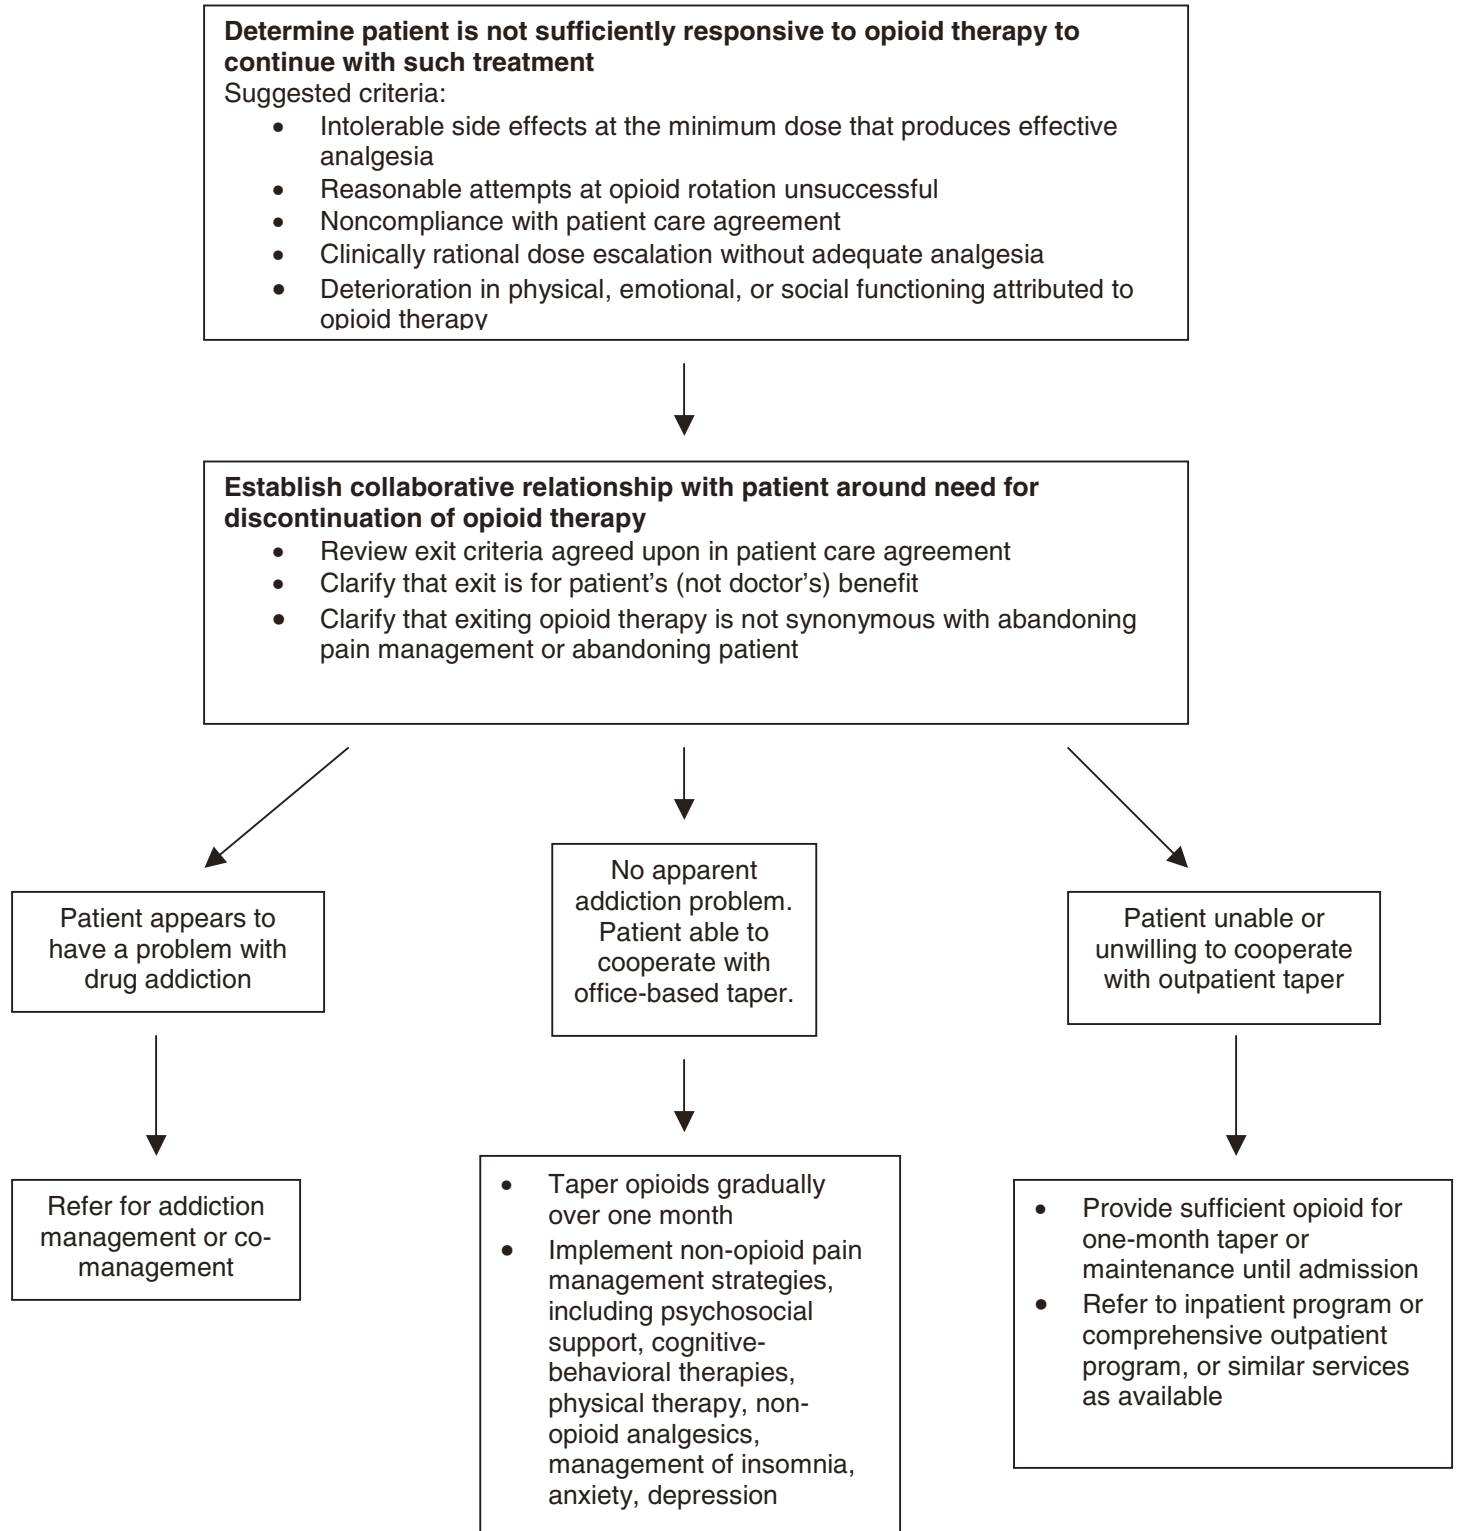 Determine patient is not sufficiently responsive to opioid therapy to
continue with such treatment
Suggested criteria:
• Intolerable side effects at the minimum dose that produces effective
analgesia
• Reasonable attempts at opioid rotation unsuccessful
• Noncompliance with patient care agreement
• Clinically rational dose escalation without adequate analgesia
• Deterioration in physical, emotional, or social functioning attributed to
opioid therapy
Establish collaborative relationship with patient around need for
discontinuation of opioid therapy
• Review exit criteria agreed upon in patient care agreement
• Clarify that exit is for patient’s (not doctor’s) benefit
• Clarify that exiting opioid therapy is not synonymous with abandoning
pain management or abandoning patient
Patient appears to
have a problem with
drug addiction
No apparent
addiction problem.
Patient able to
cooperate with
office-based taper.
Patient unable or
unwilling to cooperate
with outpatient taper
Refer for addiction
management or co-
management
• Taper opioids gradually
over one month
• Implement non-opioid pain
management strategies,
including psychosocial
support, cognitive-
behavioral therapies,
physical therapy, non-
opioid analgesics,
management of insomnia,
anxiety, depression
• Provide sufficient opioid for
one-month taper or
maintenance until admission
• Refer to inpatient program or
comprehensive outpatient
program, or similar services
as available